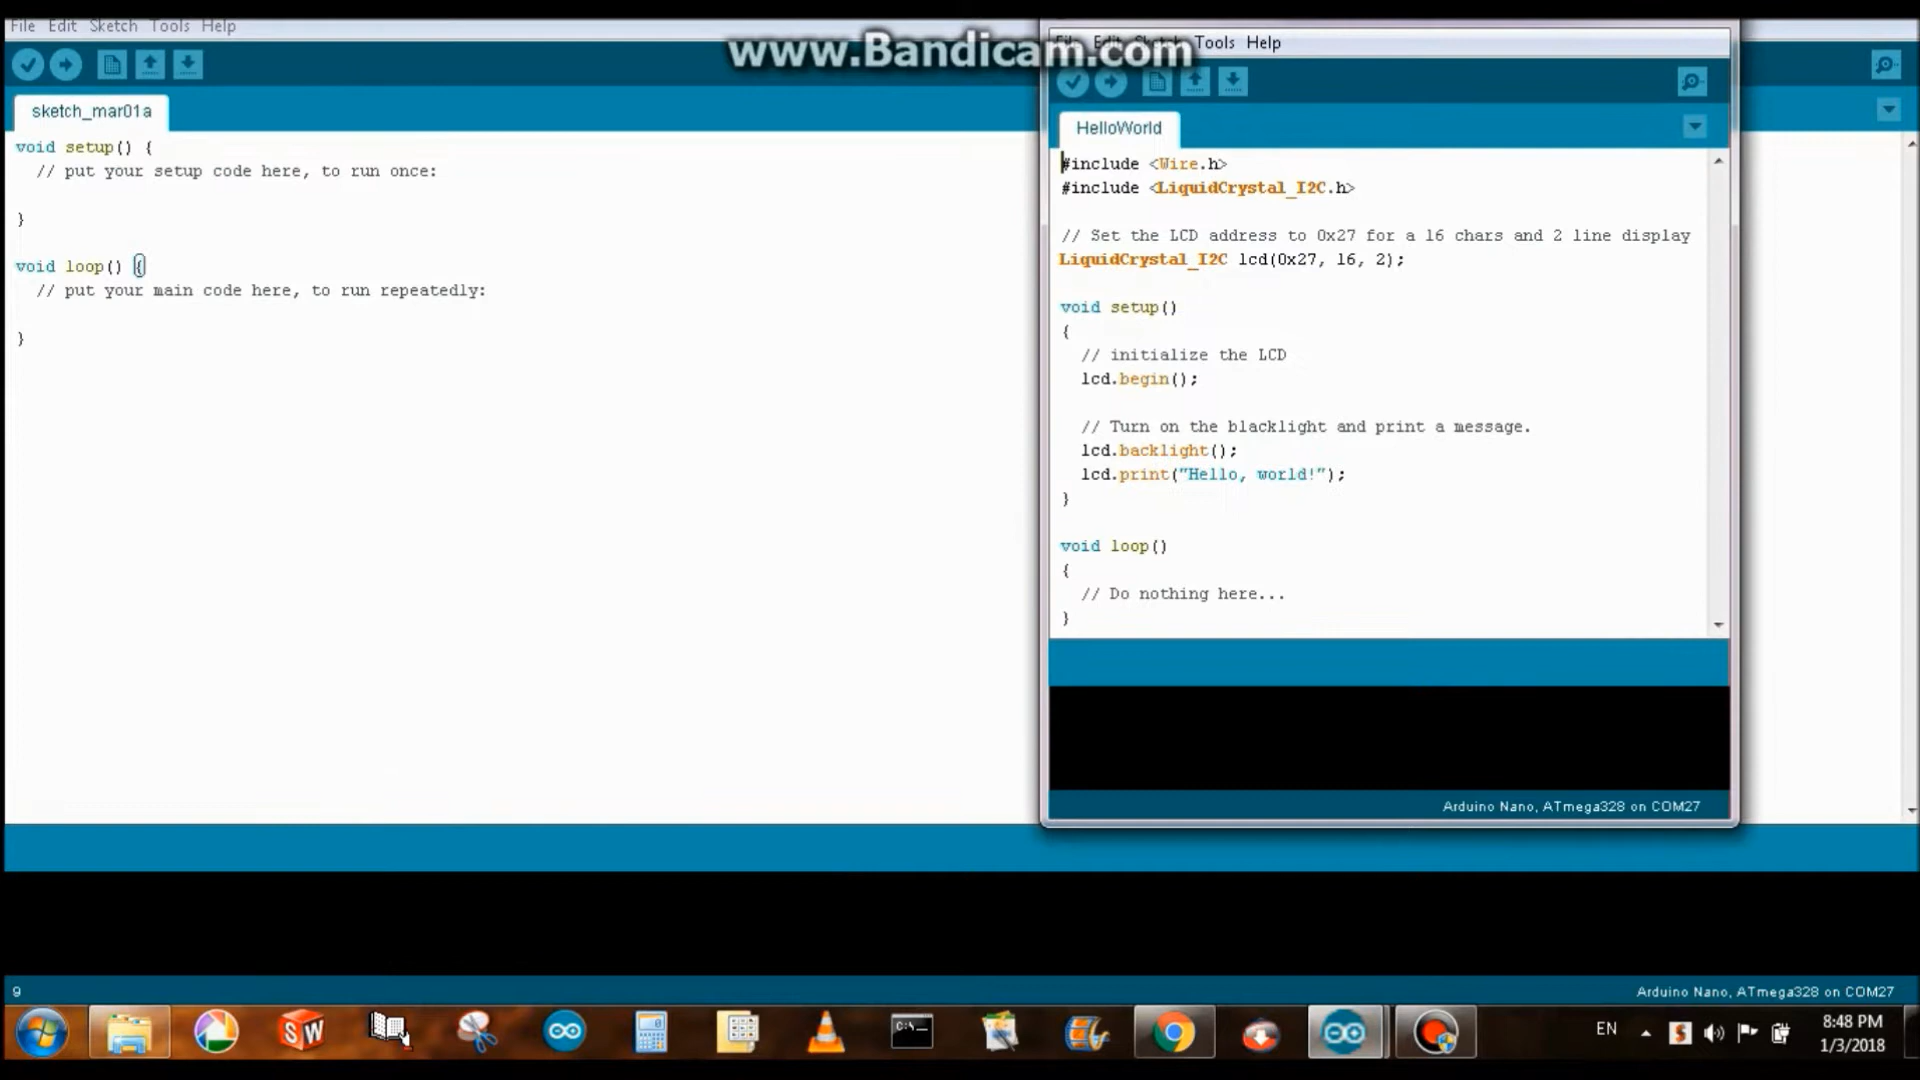 File Edit Sketch Tools Help
www.Bandicam.com
sketch_mar01a
void setup() {
// put your setup code here, to run once:
}
void loop() {
// put your main code here, to run repeatedly:
}
File Edit Sketch Tools Help
HelloWorld
#include <Wire.h>
#include <LiquidCrystal_I2C.h>
// Set the LCD address to 0x27 for a 16 chars and 2 line display
LiquidCrystal_I2C lcd(0x27, 16, 2);
void setup()
{
// initialize the LCD
lcd.begin();
// Turn on the blacklight and print a message.
lcd.backlight();
lcd.print("Hello, world!");
}
void loop()
{
// Do nothing here...
}
Arduino Nano, ATmega328 on COM27
9
Arduino Nano, ATmega328 on COM27
SW
C:\_
EN
8:48 PM
1/3/2018